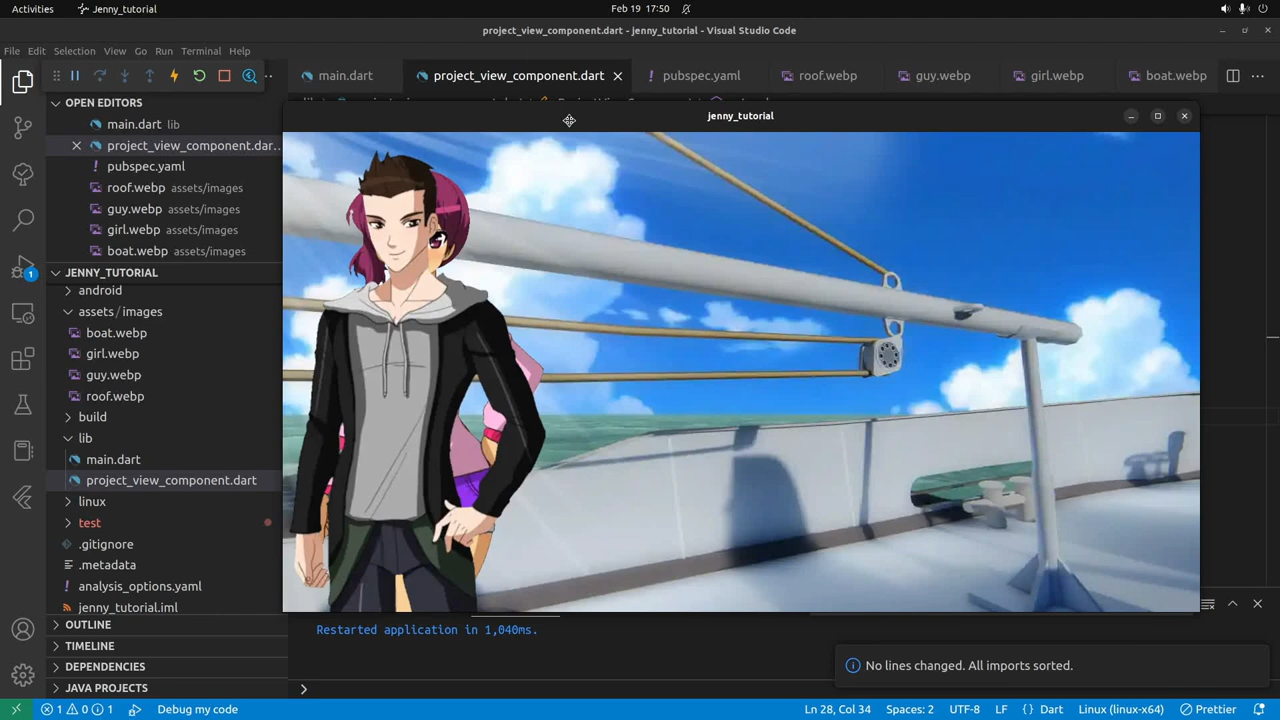 Activities
Jenny_tutorial
Feb 19 17:50
project_view_component.dart - jenny_tutorial - Visual Studio Code
File Edit Selection View Go Run Terminal Help
main.dart
project_view_component.dart
pubspec.yaml
roof.webp
guy.webp
girl.webp
boat.webp
OPEN EDITORS
main.dart lib
project_view_component.dar...
pubspec.yaml
roof.webp assets/images
guy.webp assets/images
girl.webp assets/images
boat.webp assets/images
JENNY_TUTORIAL
android
assets/images
boat.webp
girl.webp
guy.webp
roof.webp
build
lib
main.dart
project_view_component.dart
linux
test
.gitignore
.metadata
analysis_options.yaml
jenny_tutorial.iml
OUTLINE
TIMELINE
DEPENDENCIES
JAVA PROJECTS
1
jenny_tutorial
Restarted application in 1,040ms.
No lines changed. All imports sorted.
1 0 1
Debug my code
Ln 28, Col 34
Spaces: 2
UTF-8
LF
{} Dart
Linux (linux-x64)
Prettier